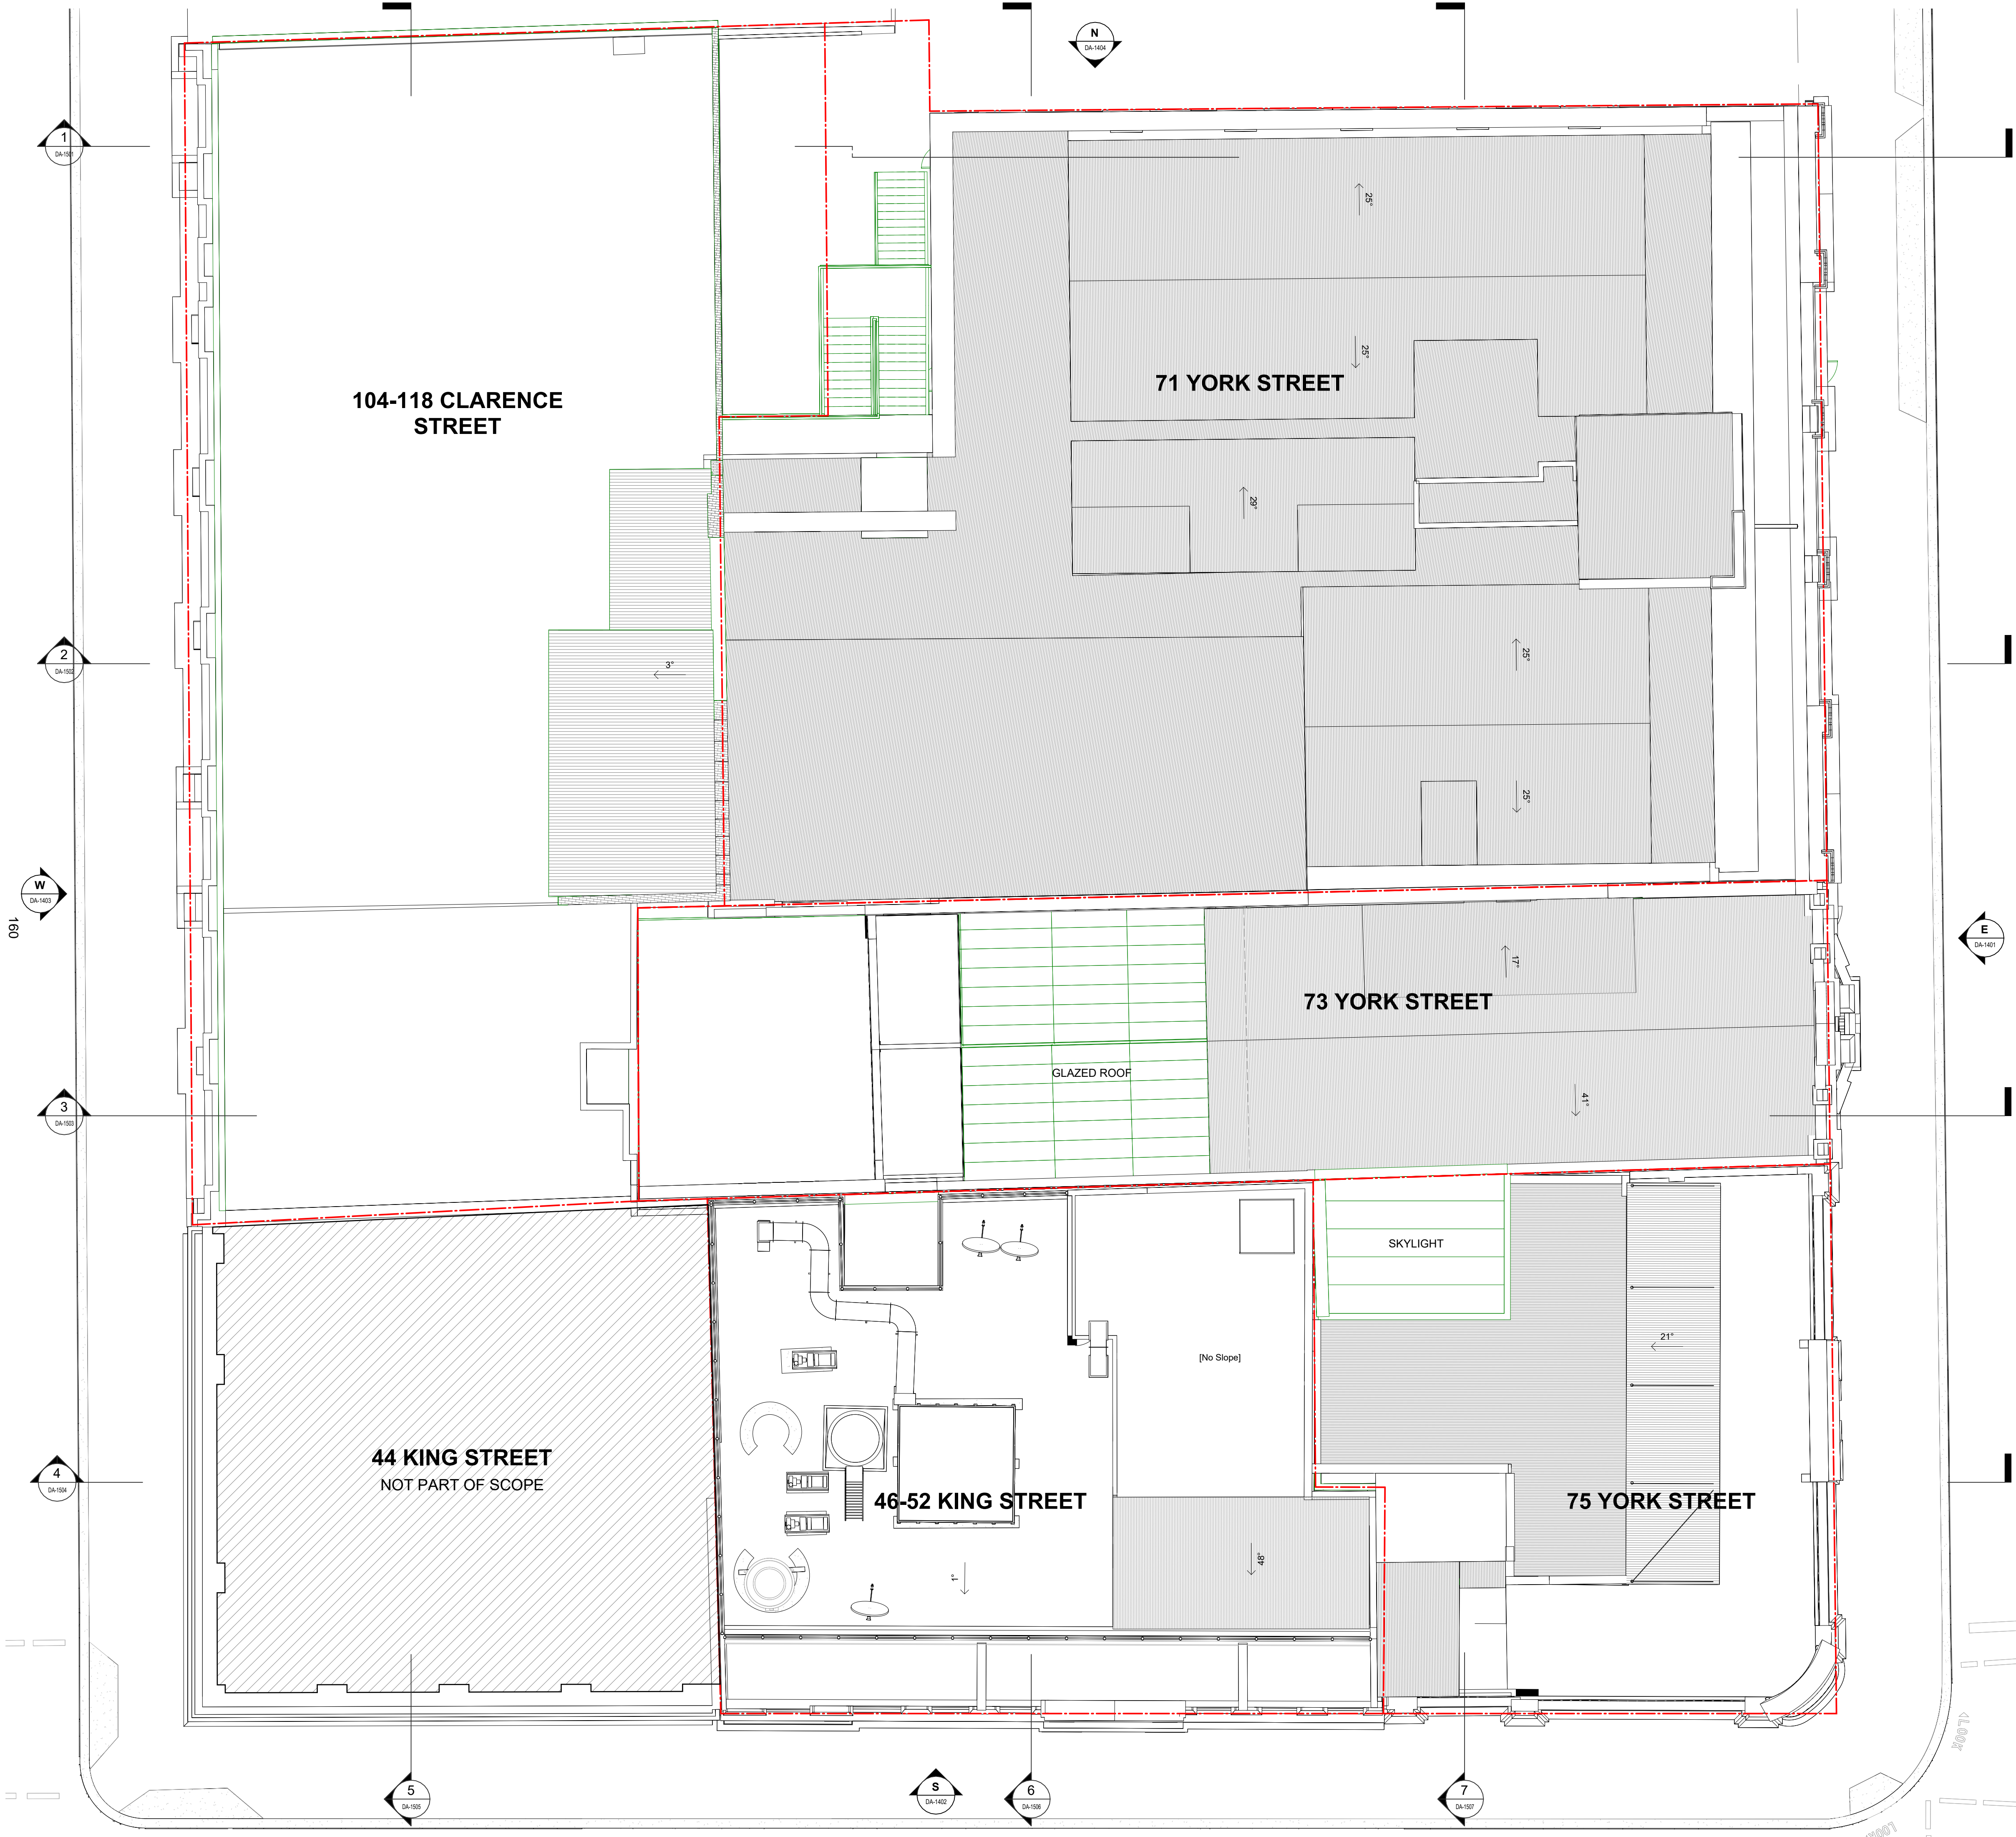 N
DA-1404
1
DA-1501
25°
25°
71 YORK STREET
104-118 CLARENCE
STREET
29°
2
DA-1502
3°
25°
25°
W
DA-1403
160
E
DA-1401
17°
73 YORK STREET
GLAZED ROOF
41°
3
DA-1503
SKYLIGHT
21°
[No Slope]
44 KING STREET
NOT PART OF SCOPE
4
DA-1504
46-52 KING STREET
75 YORK STREET
48°
1°
LOOK
5
DA-1505
S
DA-1402
6
DA-1506
7
DA-1507
LOOK